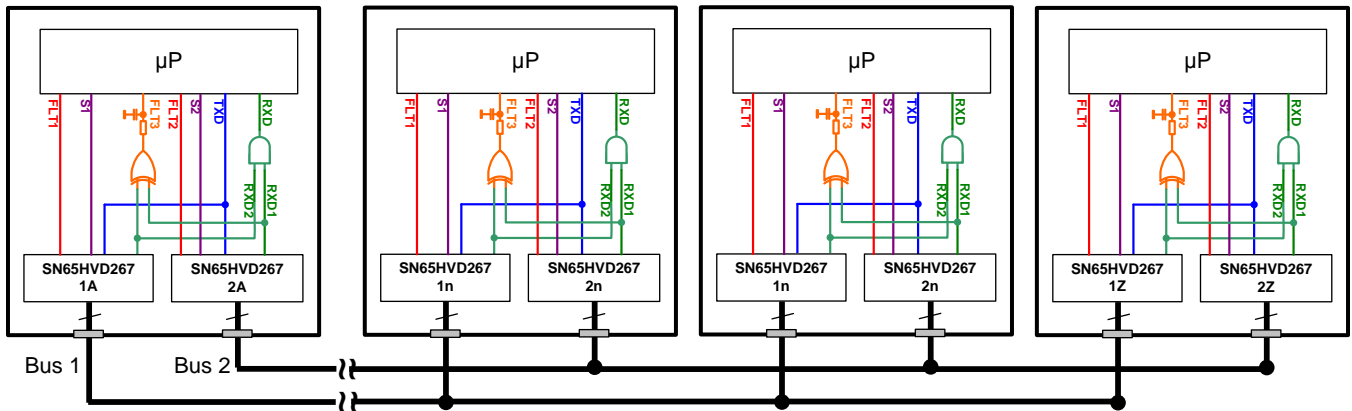 µP
FLT1
S1
FLT3
FLT2
S2
TXD
RXD
RXD2
RXD1
SN65HVD267
1A
SN65HVD267
2A
µP
FLT1
S1
FLT3
FLT2
S2
TXD
RXD
RXD2
RXD1
SN65HVD267
1n
SN65HVD267
2n
µP
FLT1
S1
FLT3
FLT2
S2
TXD
RXD
RXD2
RXD1
SN65HVD267
1n
SN65HVD267
2n
µP
FLT1
S1
FLT3
FLT2
S2
TXD
RXD
RXD2
RXD1
SN65HVD267
1Z
SN65HVD267
2Z
Bus 1
Bus 2